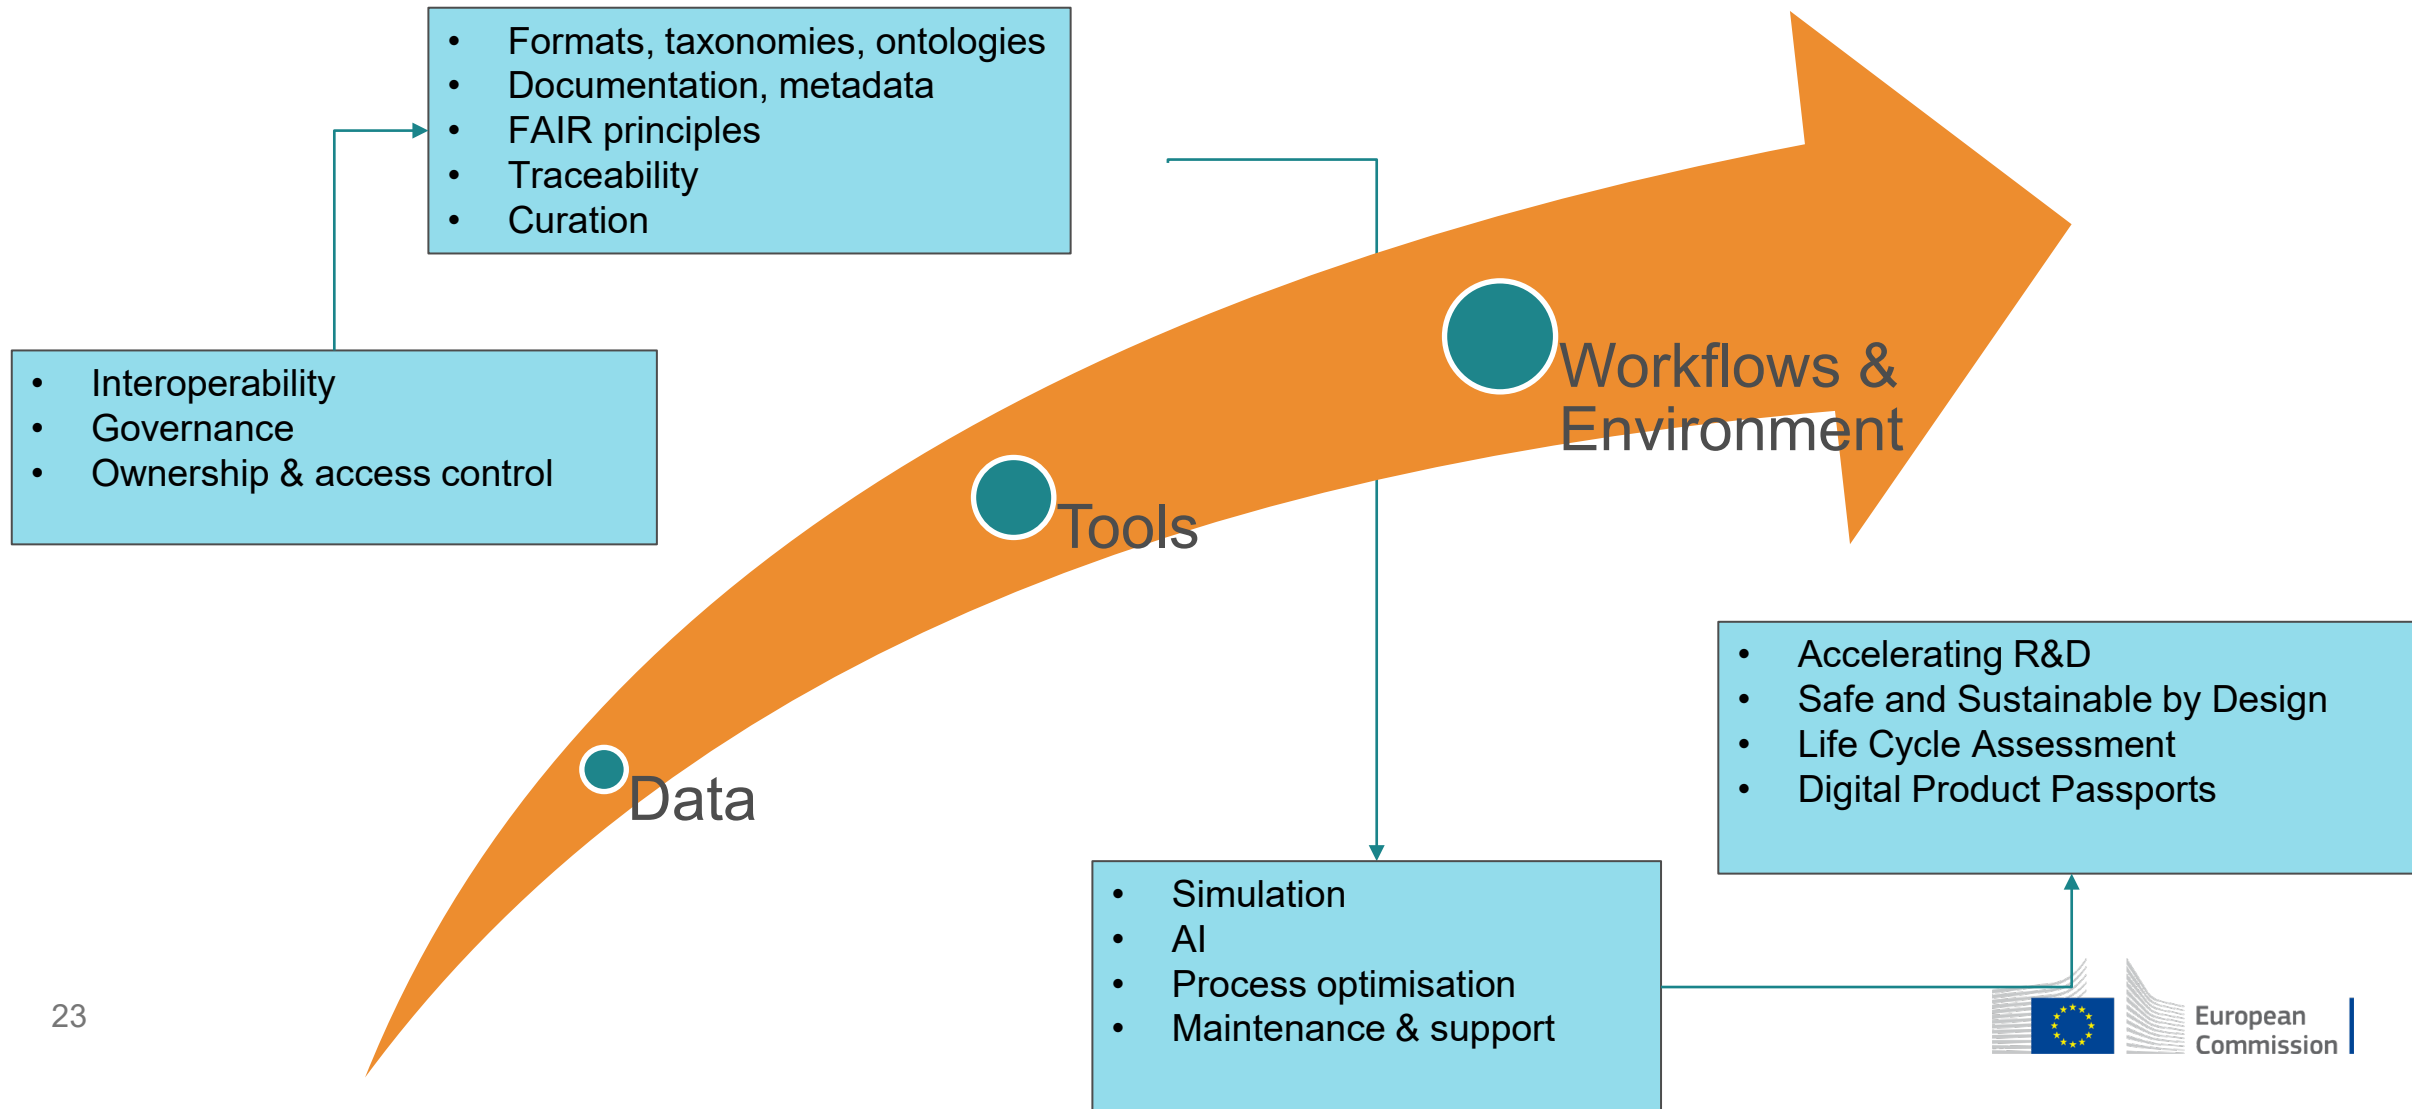 • Formats, taxonomies, ontologies
• Documentation, metadata
• FAIR principles
• Traceability
• Curation
• Interoperability
• Governance
• Ownership & access control
Workflows &
Environment
Tools
Data
• Accelerating R&D
• Safe and Sustainable by Design
• Life Cycle Assessment
• Digital Product Passports
• Simulation
• AI
• Process optimisation
• Maintenance & support
23
European
Commission